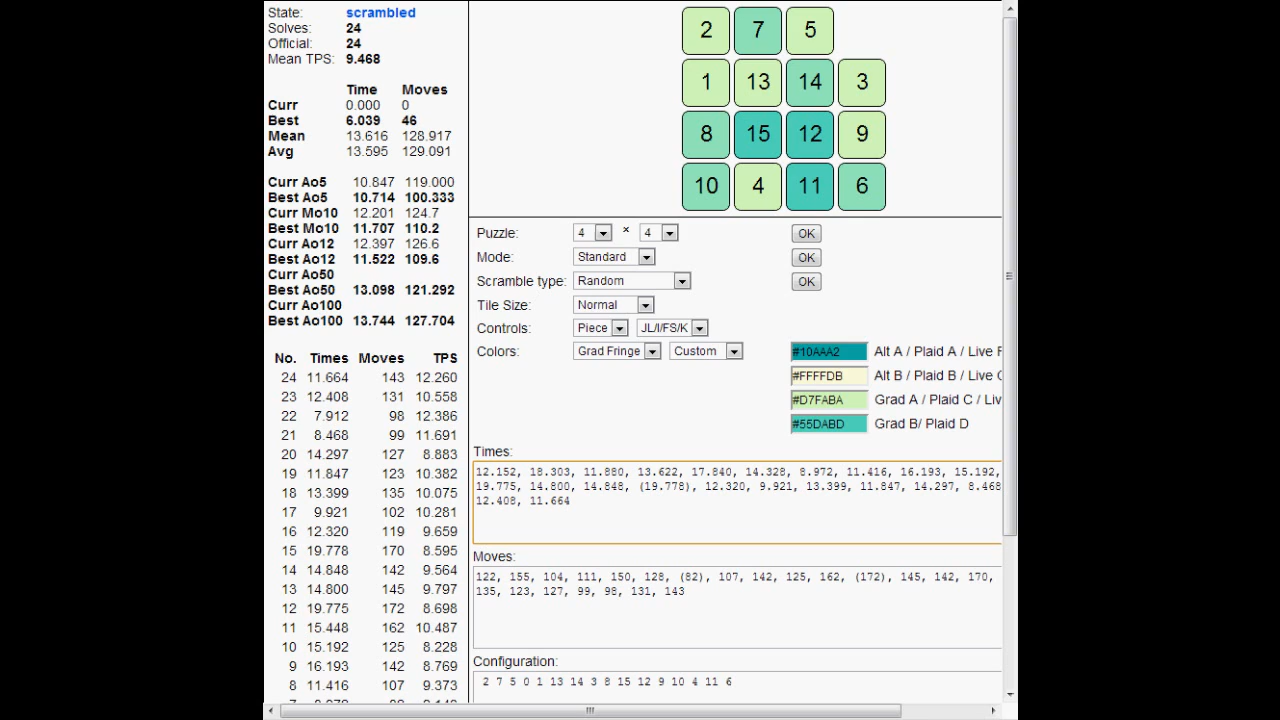 State: scrambled
Solves: 24
Official: 24
Mean TPS: 9.468
Time Moves
Curr 0.000 0
Best 6.039 46
Mean 13.616 128.917
Avg 13.595 129.091
Curr Ao5 10.847 119.000
Best Ao5 10.714 100.333
Curr Mo10 12.201 124.7
Best Mo10 11.707 110.2
Curr Ao12 12.397 126.6
Best Ao12 11.522 109.6
Curr Ao50
Best Ao50 13.098 121.292
Curr Ao100
Best Ao100 13.744 127.704
No. Times Moves TPS
24 11.664 143 12.260
23 12.408 131 10.558
22 7.912 98 12.386
21 8.468 99 11.691
20 14.297 127 8.883
19 11.847 123 10.382
18 13.399 135 10.075
17 9.921 102 10.281
16 12.320 119 9.659
15 19.778 170 8.595
14 14.848 142 9.564
13 14.800 145 9.797
12 19.775 172 8.698
11 15.448 162 10.487
10 15.192 125 8.228
9 16.193 142 8.769
8 11.416 107 9.373
2 7 5
1 13 14 3
8 15 12 9
10 4 11 6
Puzzle: 4 × 4 OK
Mode: Standard OK
Scramble type: Random OK
Tile Size: Normal
Controls: Piece JL/I/FS/K
Colors: Grad Fringe Custom #10AAA2 Alt A / Plaid A / Live
#FFFFDB Alt B / Plaid B / Live
#D7FABA Grad A / Plaid C / Liv
#55DABD Grad B/ Plaid D
Times:
12.152, 18.303, 11.880, 13.622, 17.840, 14.328, 8.972, 11.416, 16.193, 15.192,
19.775, 14.800, 14.848, (19.778), 12.320, 9.921, 13.399, 11.847, 14.297, 8.468
12.408, 11.664
Moves:
122, 155, 104, 111, 150, 128, (82), 107, 142, 125, 162, (172), 145, 142, 170,
135, 123, 127, 99, 98, 131, 143
Configuration:
2 7 5 0 1 13 14 3 8 15 12 9 10 4 11 6